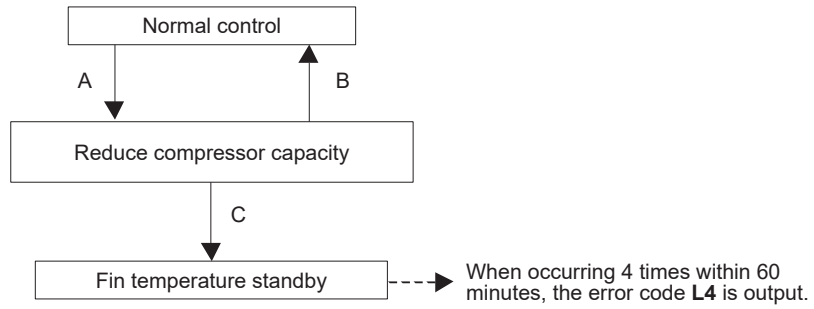 Normal control
A
B
Reduce compressor capacity
C
Fin temperature standby
When occurring 4 times within 60
minutes, the error code L4 is output.